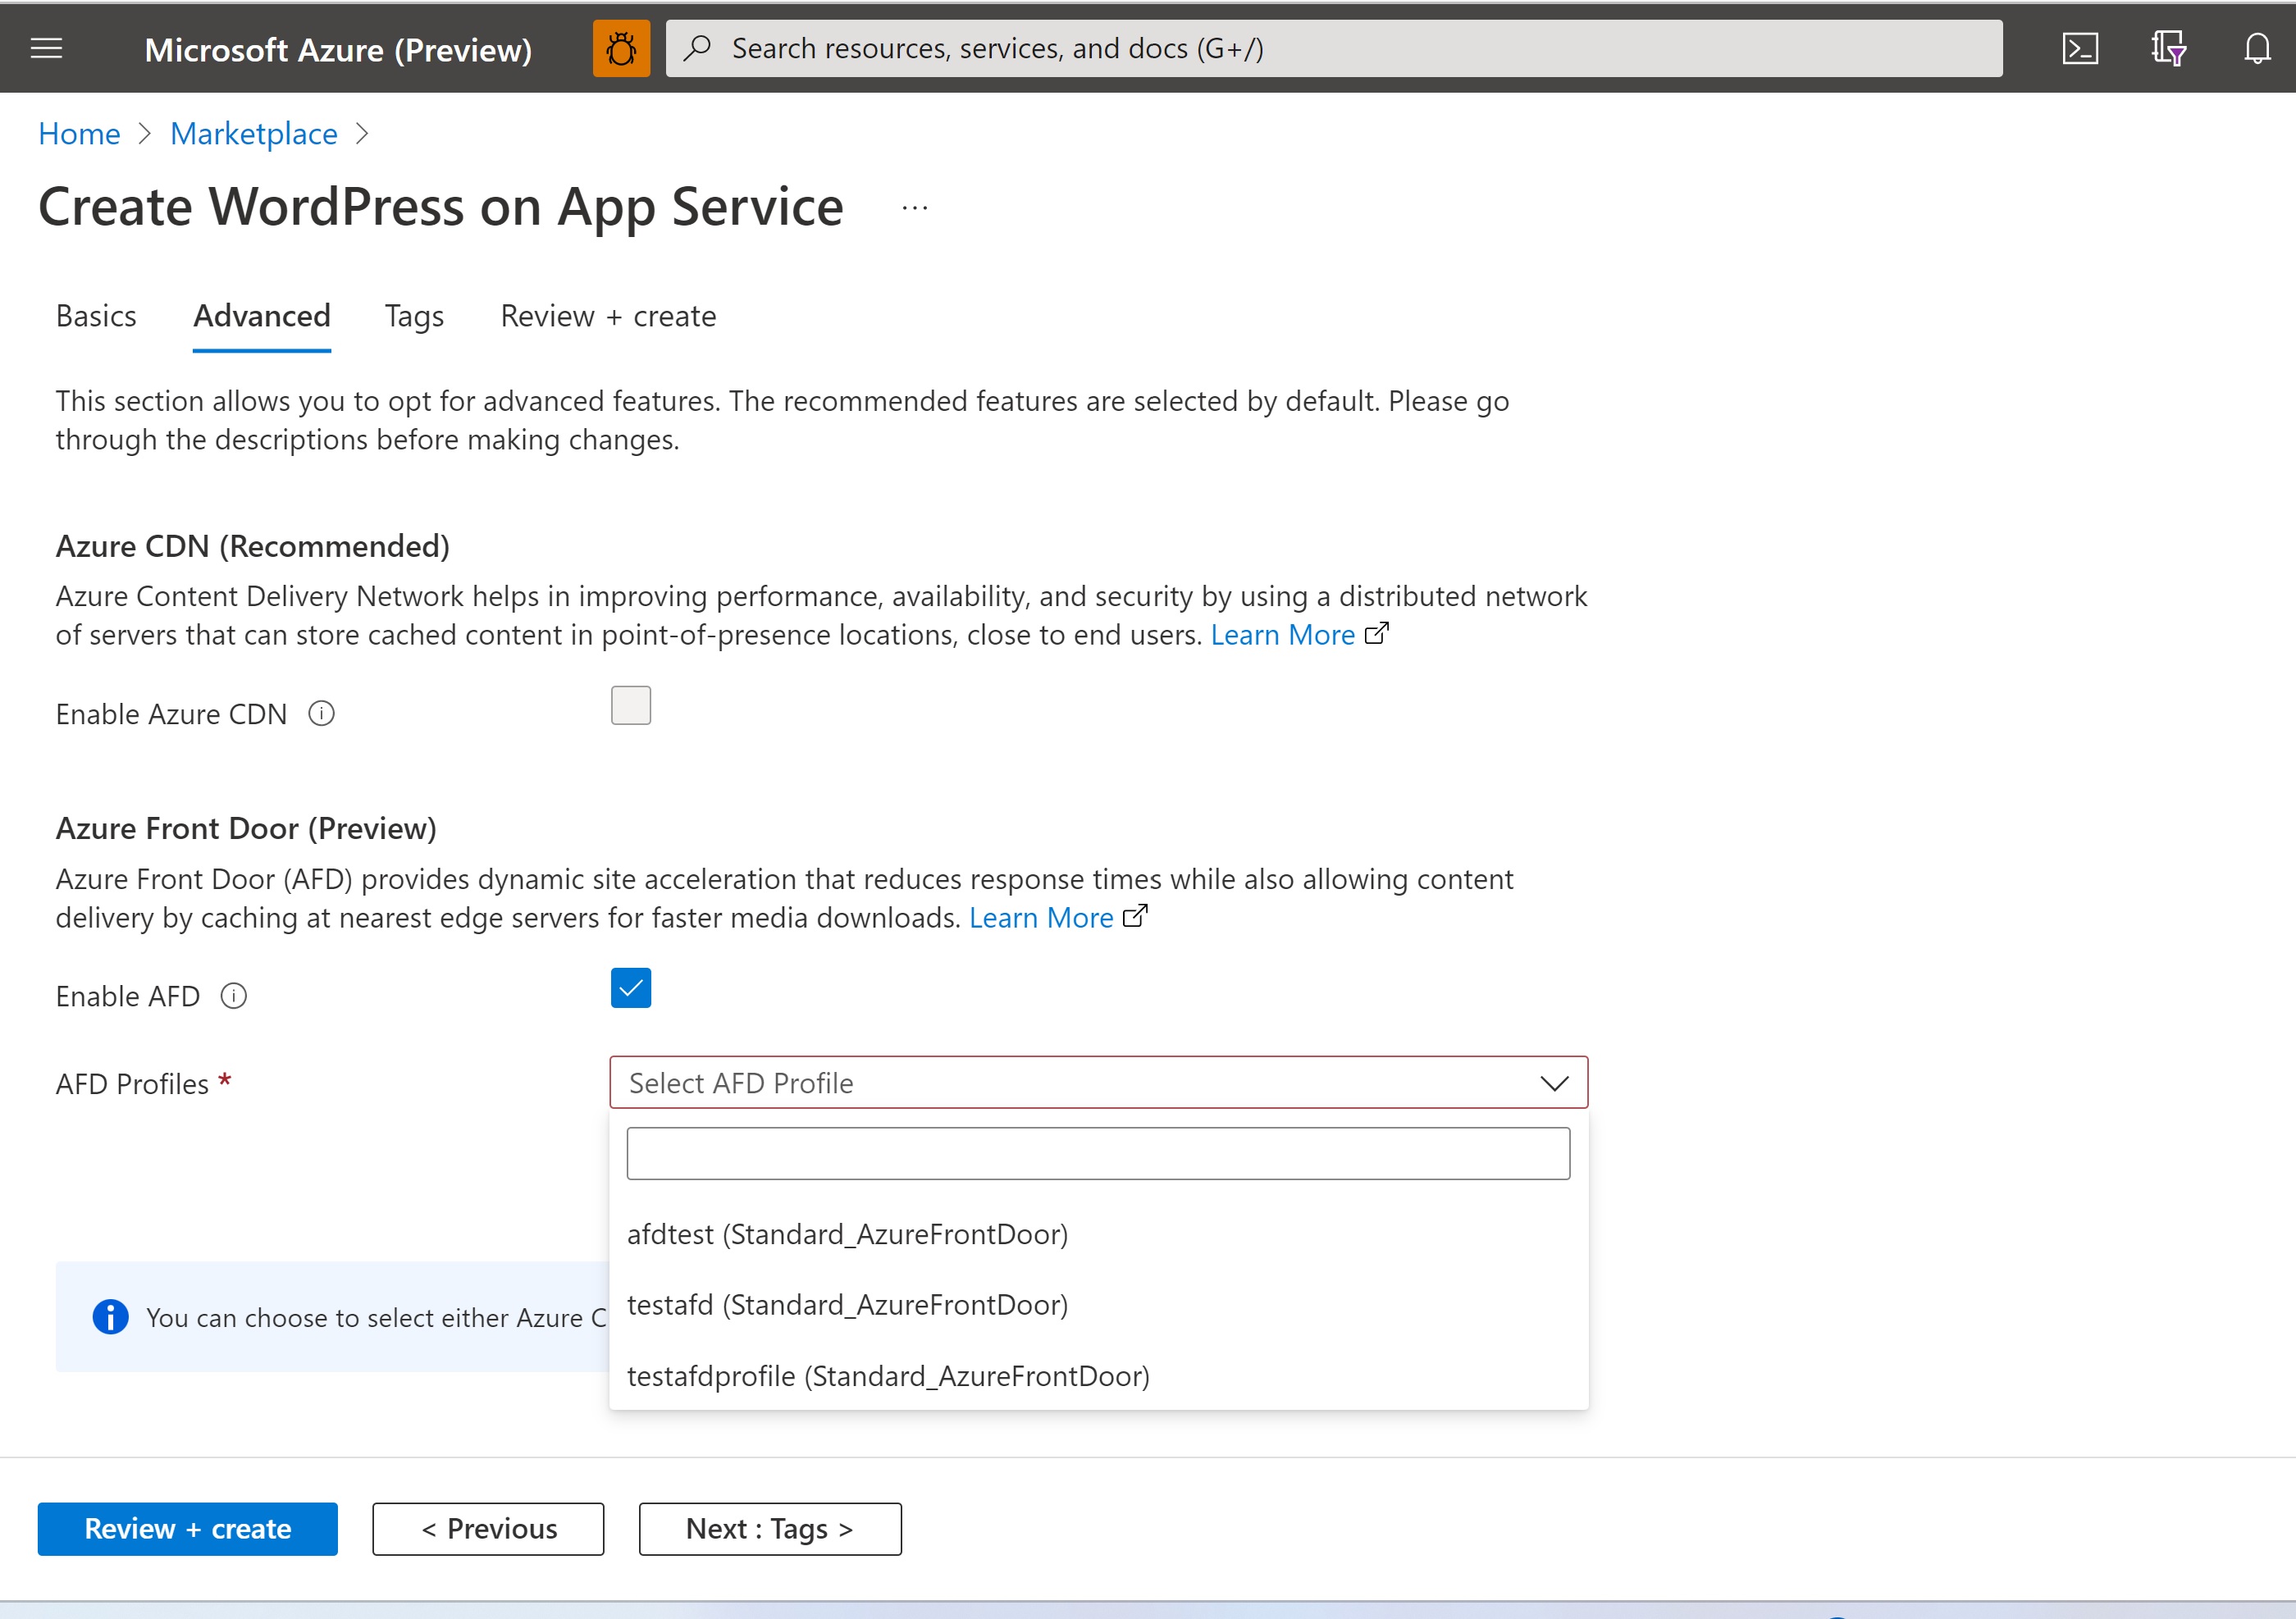 Microsoft Azure (Preview)
Search resources, services, and docs (G+/)
Home > Marketplace >
Create WordPress on App Service ...
Basics Advanced Tags Review + create
This section allows you to opt for advanced features. The recommended features are selected by default. Please go
through the descriptions before making changes.
Azure CDN (Recommended)
Azure Content Delivery Network helps in improving performance, availability, and security by using a distributed network
of servers that can store cached content in point-of-presence locations, close to end users. Learn More
Enable Azure CDN
Azure Front Door (Preview)
Azure Front Door (AFD) provides dynamic site acceleration that reduces response times while also allowing content
delivery by caching at nearest edge servers for faster media downloads. Learn More
Enable AFD
AFD Profiles *
Select AFD Profile
afdtest (Standard_AzureFrontDoor)
testafd (Standard_AzureFrontDoor)
You can choose to select either Azure C
testafdprofile (Standard_AzureFrontDoor)
Review + create
< Previous
Next : Tags >